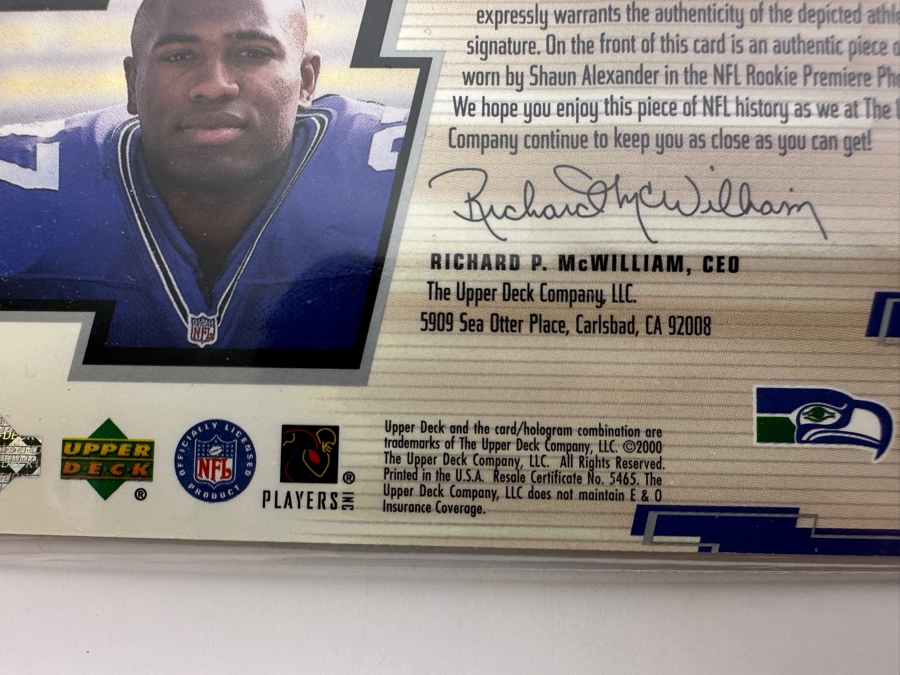 expressly warrants the authenticity of the depicted
signature. On the front of this card is an authentic piece
worn by Shaun Alexander in the NFL Rookie Premiere
We hope you enjoy this piece of NFL history as we at The
Company continue to keep you as close as you can get!
Richard McWilliam
RICHARD P. McWILLIAM, CEO
The Upper Deck Company, LLC.
5909 Sea Otter Place, Carlsbad, CA 92008
NFL
UPPER
DECK
®
OFFICIALLY LICENSED
NFL
PRODUCT
®
PLAYERS INC
Upper Deck and the card/hologram combination are
trademarks of The Upper Deck Company, LLC. ©2000
The Upper Deck Company, LLC. All Rights Reserved.
Printed in the U.S.A. Resale Certificate No. 5465. The
Upper Deck Company, LLC does not maintain E & O
Insurance Coverage.